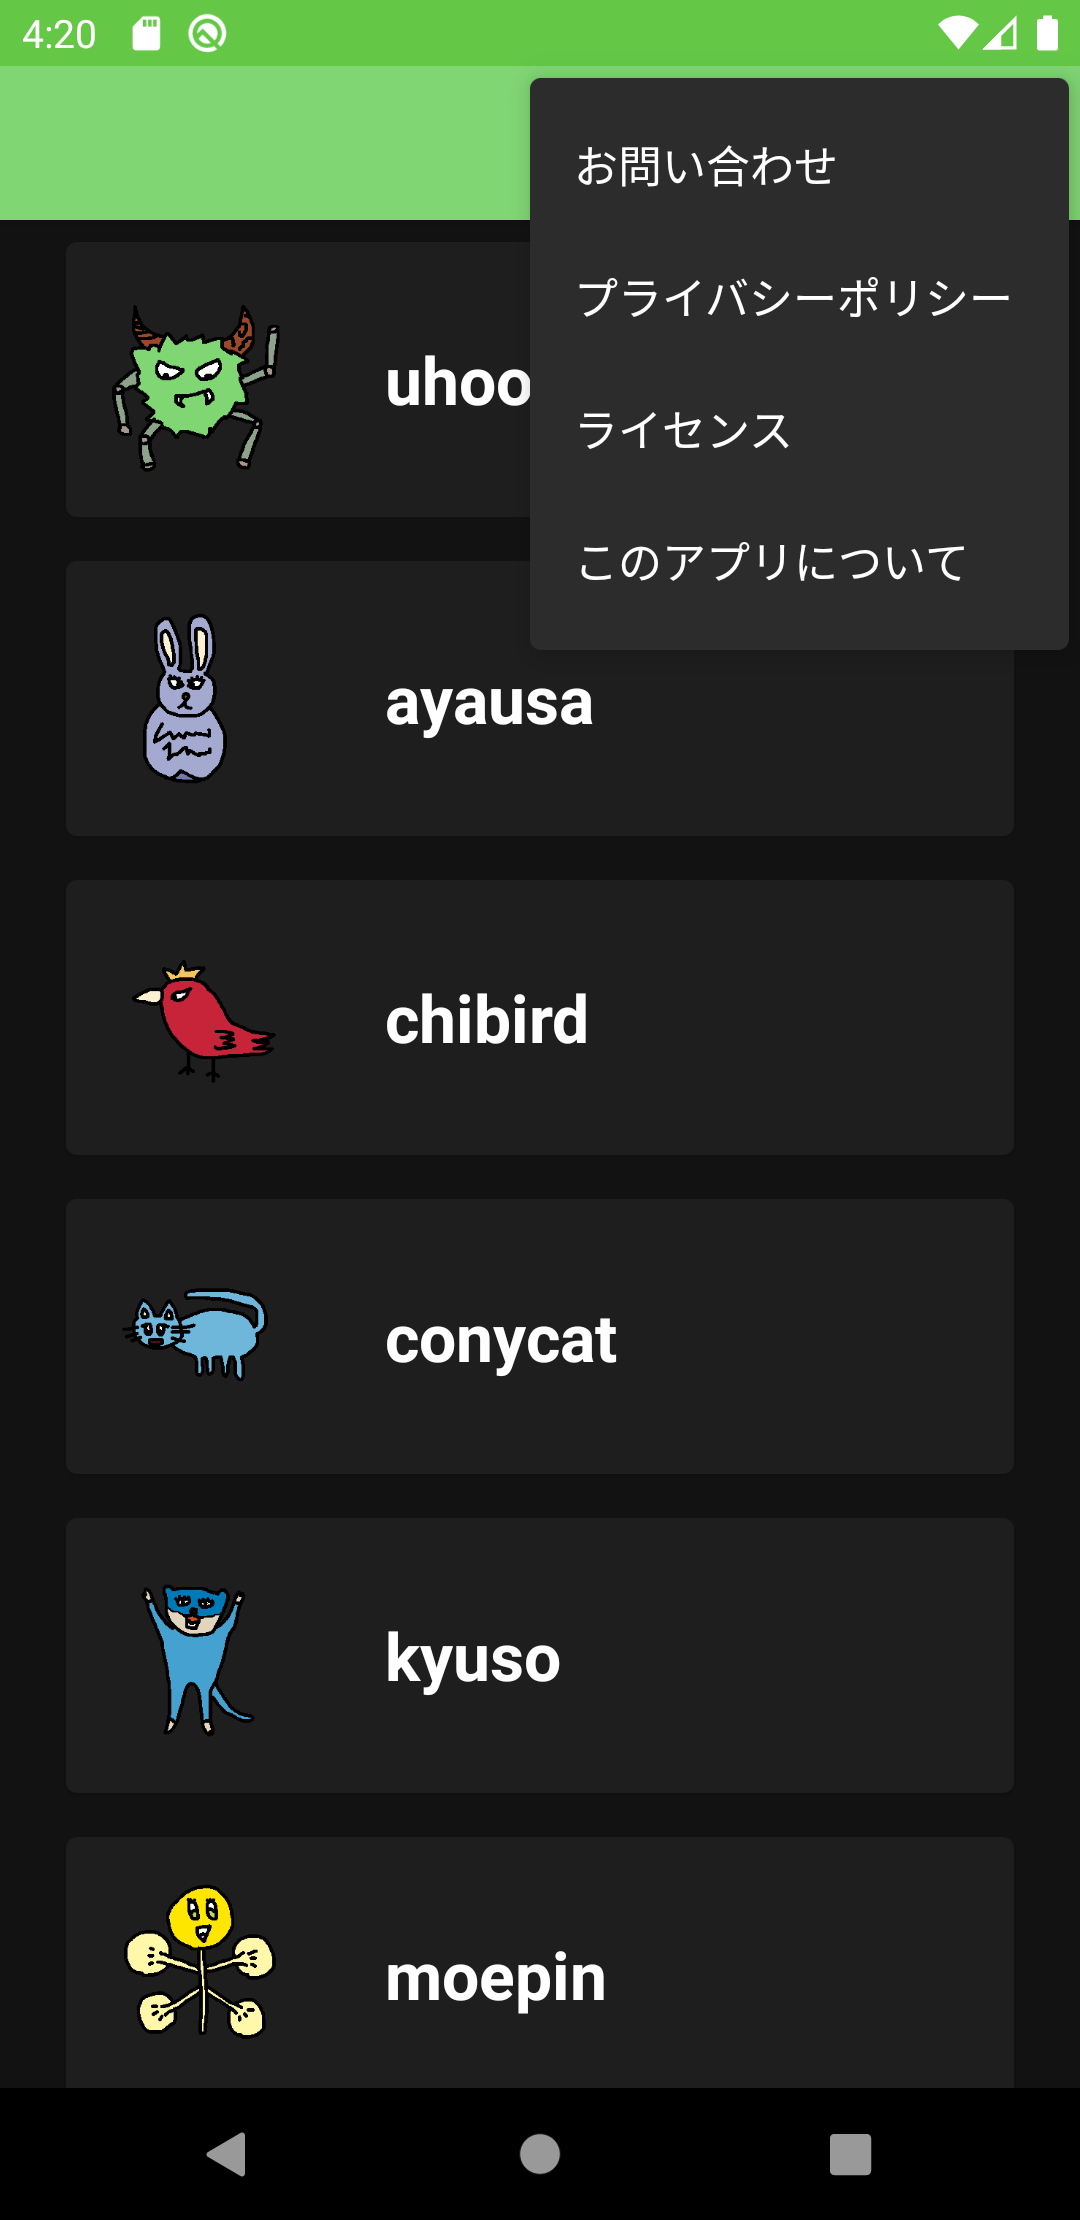 4:20
お問い合わせ
プライバシーポリシー
ライセンス
このアプリについて
uhoo
ayausa
chibird
conycat
kyuso
moepin